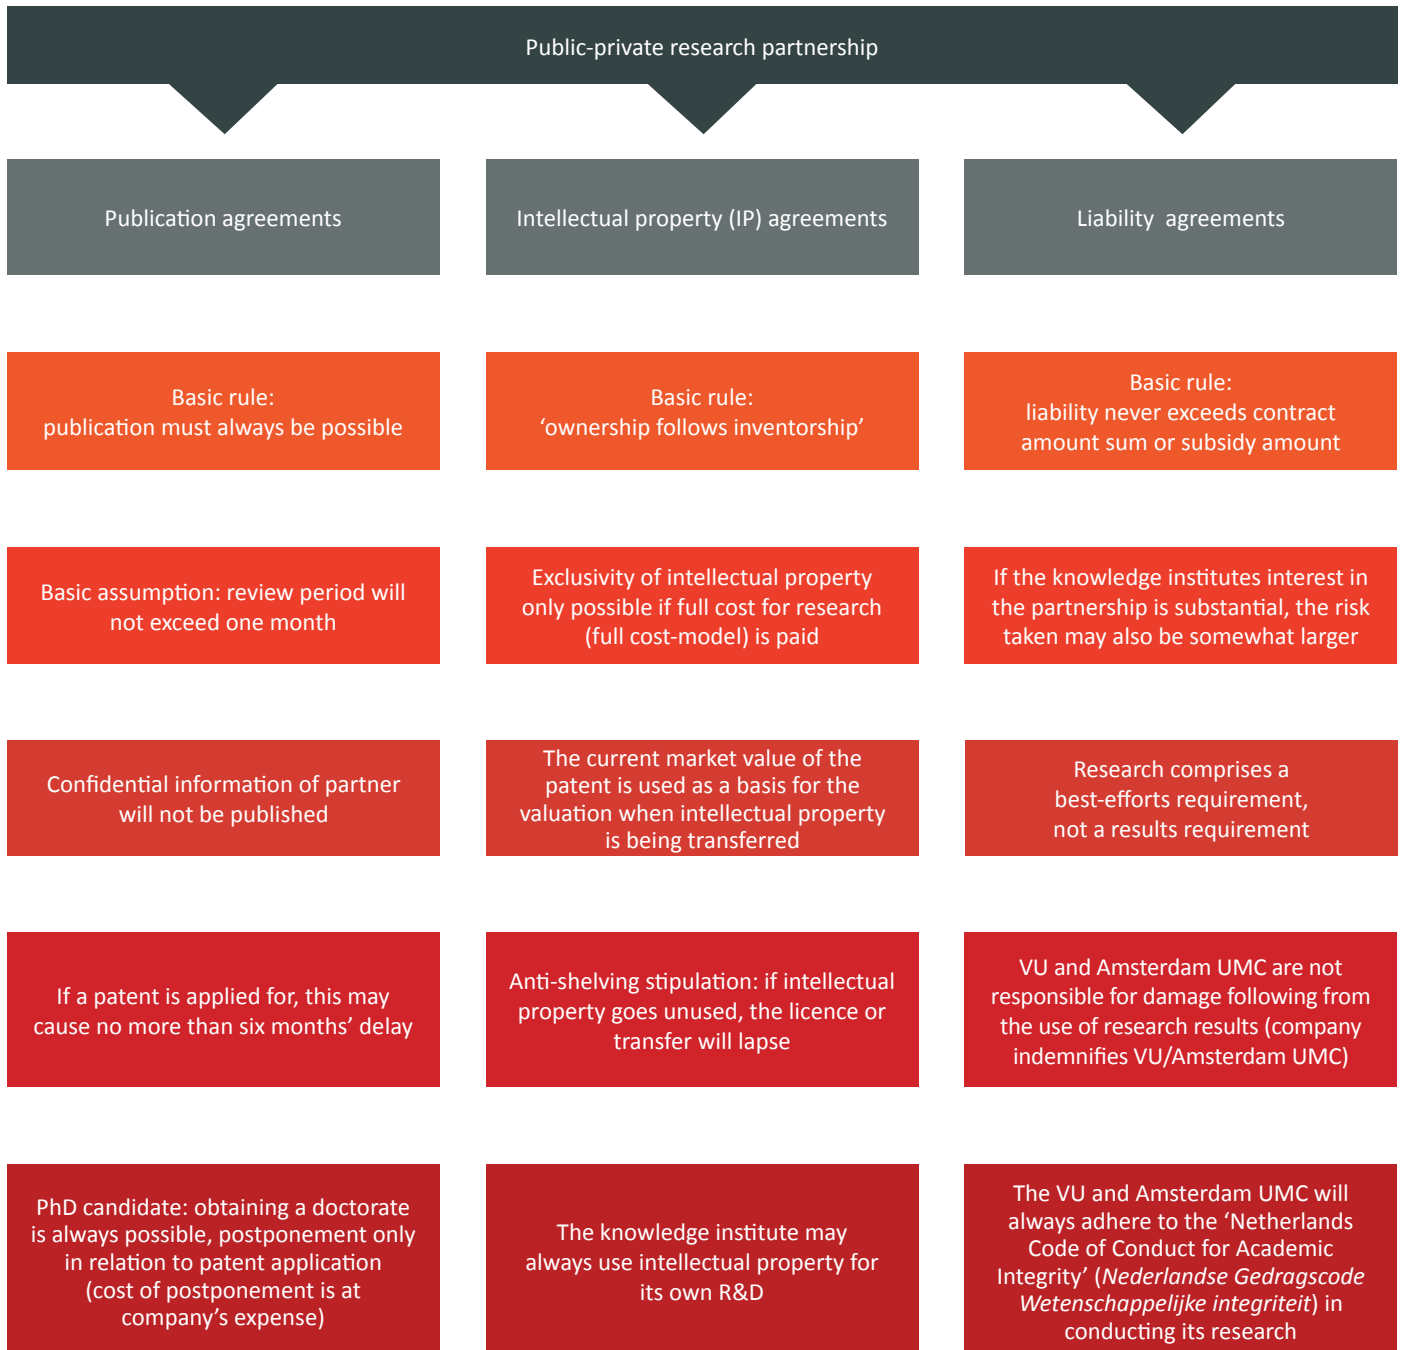 Public-private research partnership
Publication agreements
Intellectual property (IP) agreements
Liability agreements
Basic rule:
publication must always be possible
Basic rule:
‘ownership follows inventorship’
Basic rule:
liability never exceeds contract
amount sum or subsidy amount
Basic assumption: review period will
not exceed one month
Exclusivity of intellectual property
only possible if full cost for research
(full cost-model) is paid
If the knowledge institutes interest in
the partnership is substantial, the risk
taken may also be somewhat larger
Confidential information of partner
will not be published
The current market value of the
patent is used as a basis for the
valuation when intellectual property
is being transferred
Research comprises a
best-efforts requirement,
not a results requirement
If a patent is applied for, this may
cause no more than six months’ delay
Anti-shelving stipulation: if intellectual
property goes unused, the licence or
transfer will lapse
VU and Amsterdam UMC are not
responsible for damage following from
the use of research results (company
indemnifies VU/Amsterdam UMC)
PhD candidate: obtaining a doctorate
is always possible, postponement only
in relation to patent application
(cost of postponement is at
company’s expense)
The knowledge institute may
always use intellectual property for
its own R&D
The VU and Amsterdam UMC will
always adhere to the ‘Netherlands
Code of Conduct for Academic
Integrity’ (Nederlandse Gedragscode
Wetenschappelijke integriteit) in
conducting its research